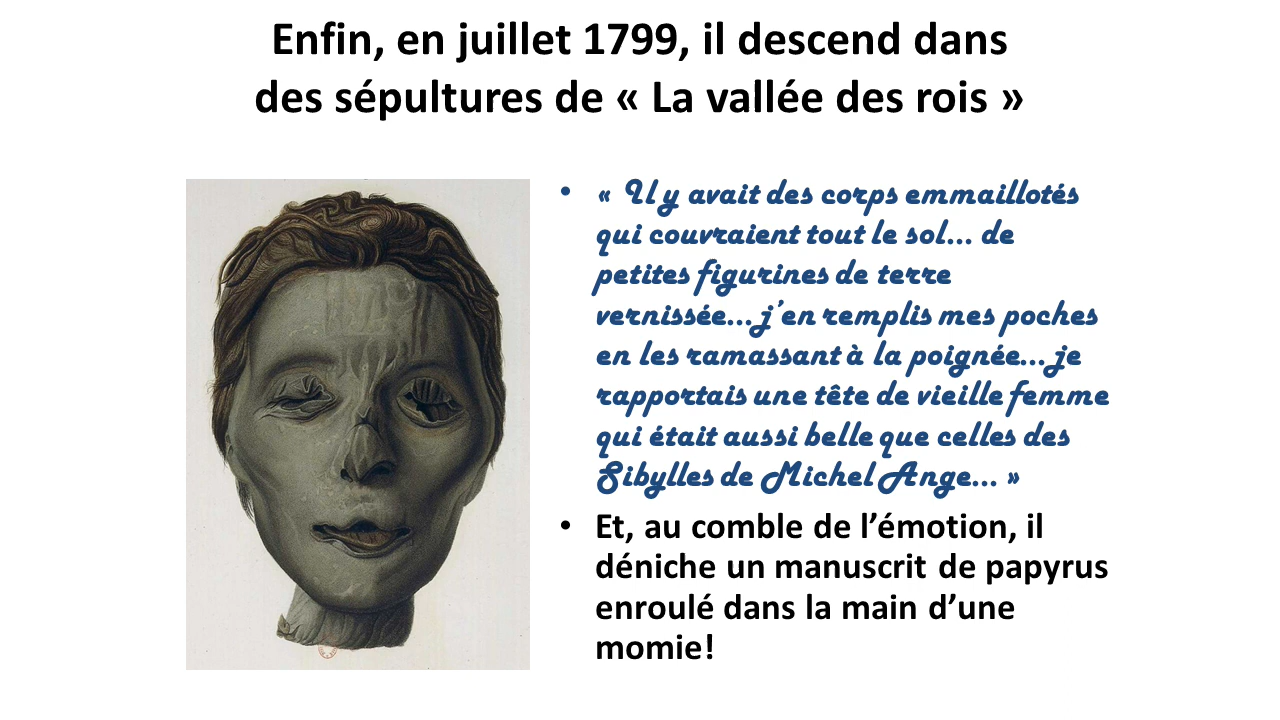 Enfin, en juillet 1799, il descend dans
des sépultures de « La vallée des rois »
• « Il y avait des corps emmaillotés
qui couvraient tout le sol... de
petites figurines de terre
vernissée... j'en remplis mes poches
en les ramassant à la poignée... je
rapportais une tête de vieille femme
qui était aussi belle que celles des
Sibylles de Michel Ange... »
• Et, au comble de l’émotion, il
déniche un manuscrit de papyrus
enroulé dans la main d’une
momie!